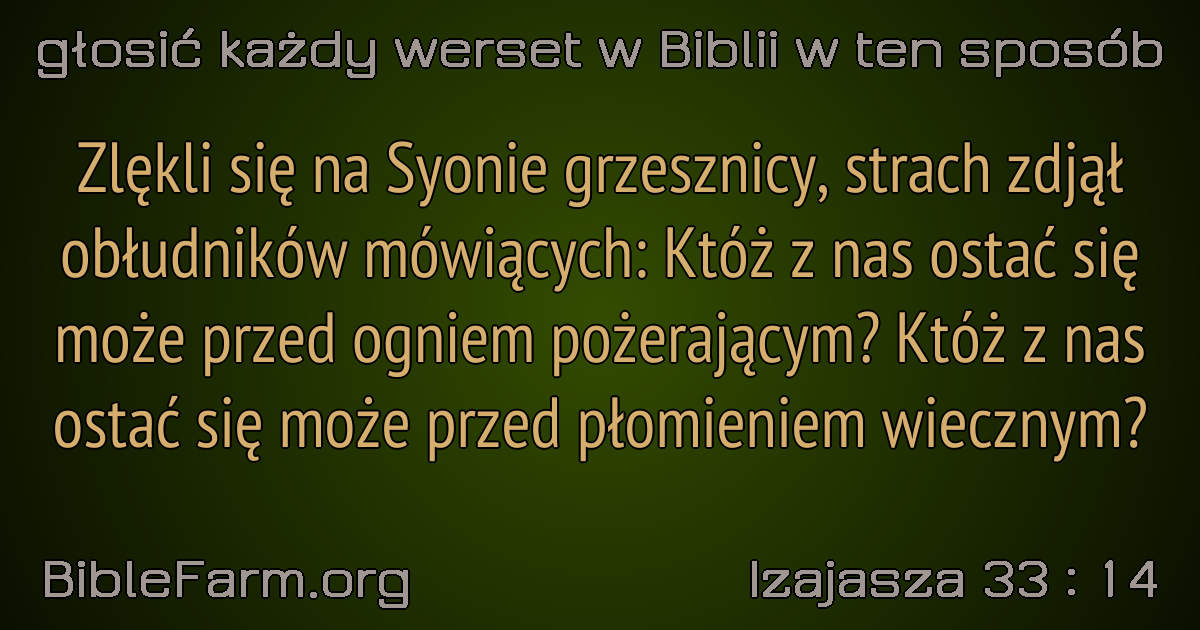 głosić każdy werset w Biblii w ten sposób
Zlękli się na Syonie grzesznicy, strach zdjął
obłudników mówiących: Któż z nas ostać się
może przed ogniem pożerającym? Któż z nas
ostać się może przed płomieniem wiecznym?
BibleFarm.org
Izajasza 33 : 14